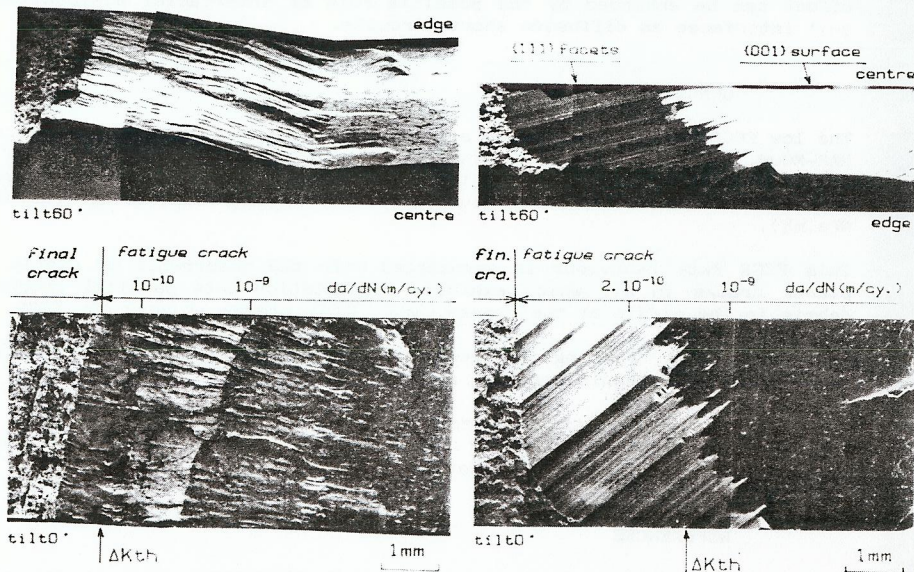 edge
tilt60°
centre
{111} facets
{001} surface
centre
tilt60°
edge
final crack
fatigue crack
10⁻¹⁰
10⁻⁹
da/dN(m/cy.)
tilt0°
ΔKth
1mm
fin. cra.
fatigue crack
2.10⁻¹⁰
10⁻⁹
da/dN(m/cy.)
tilt0°
ΔKth
1mm